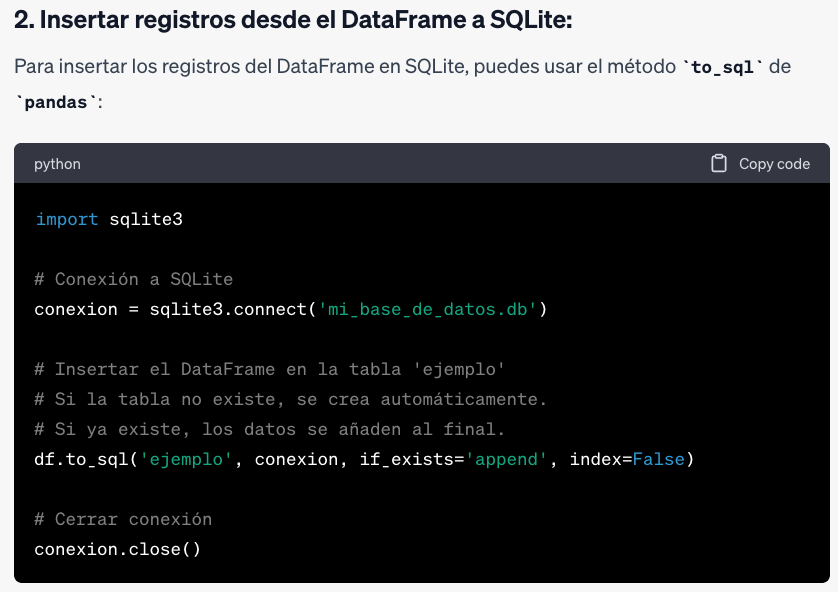 2. Insertar registros desde el DataFrame a SQLite:
Para insertar los registros del DataFrame en SQLite, puedes usar el método `to_sql` de
`pandas`:
python
Copy code
import sqlite3
# Conexión a SQLite
conexion = sqlite3.connect('mi_base_de_datos.db')
# Insertar el DataFrame en la tabla 'ejemplo'
# Si la tabla no existe, se crea automáticamente.
# Si ya existe, los datos se añaden al final.
df.to_sql('ejemplo', conexion, if_exists='append', index=False)
# Cerrar conexión
conexion.close()